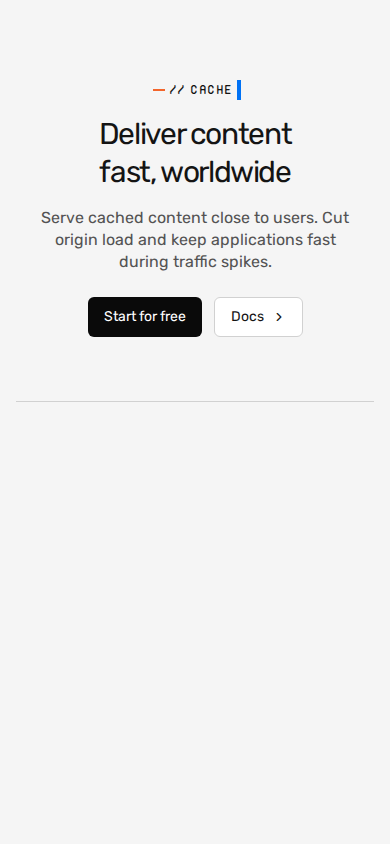 // CACHE
Deliver content
fast, worldwide
Serve cached content close to users. Cut
origin load and keep applications fast
during traffic spikes.
Start for free
Docs